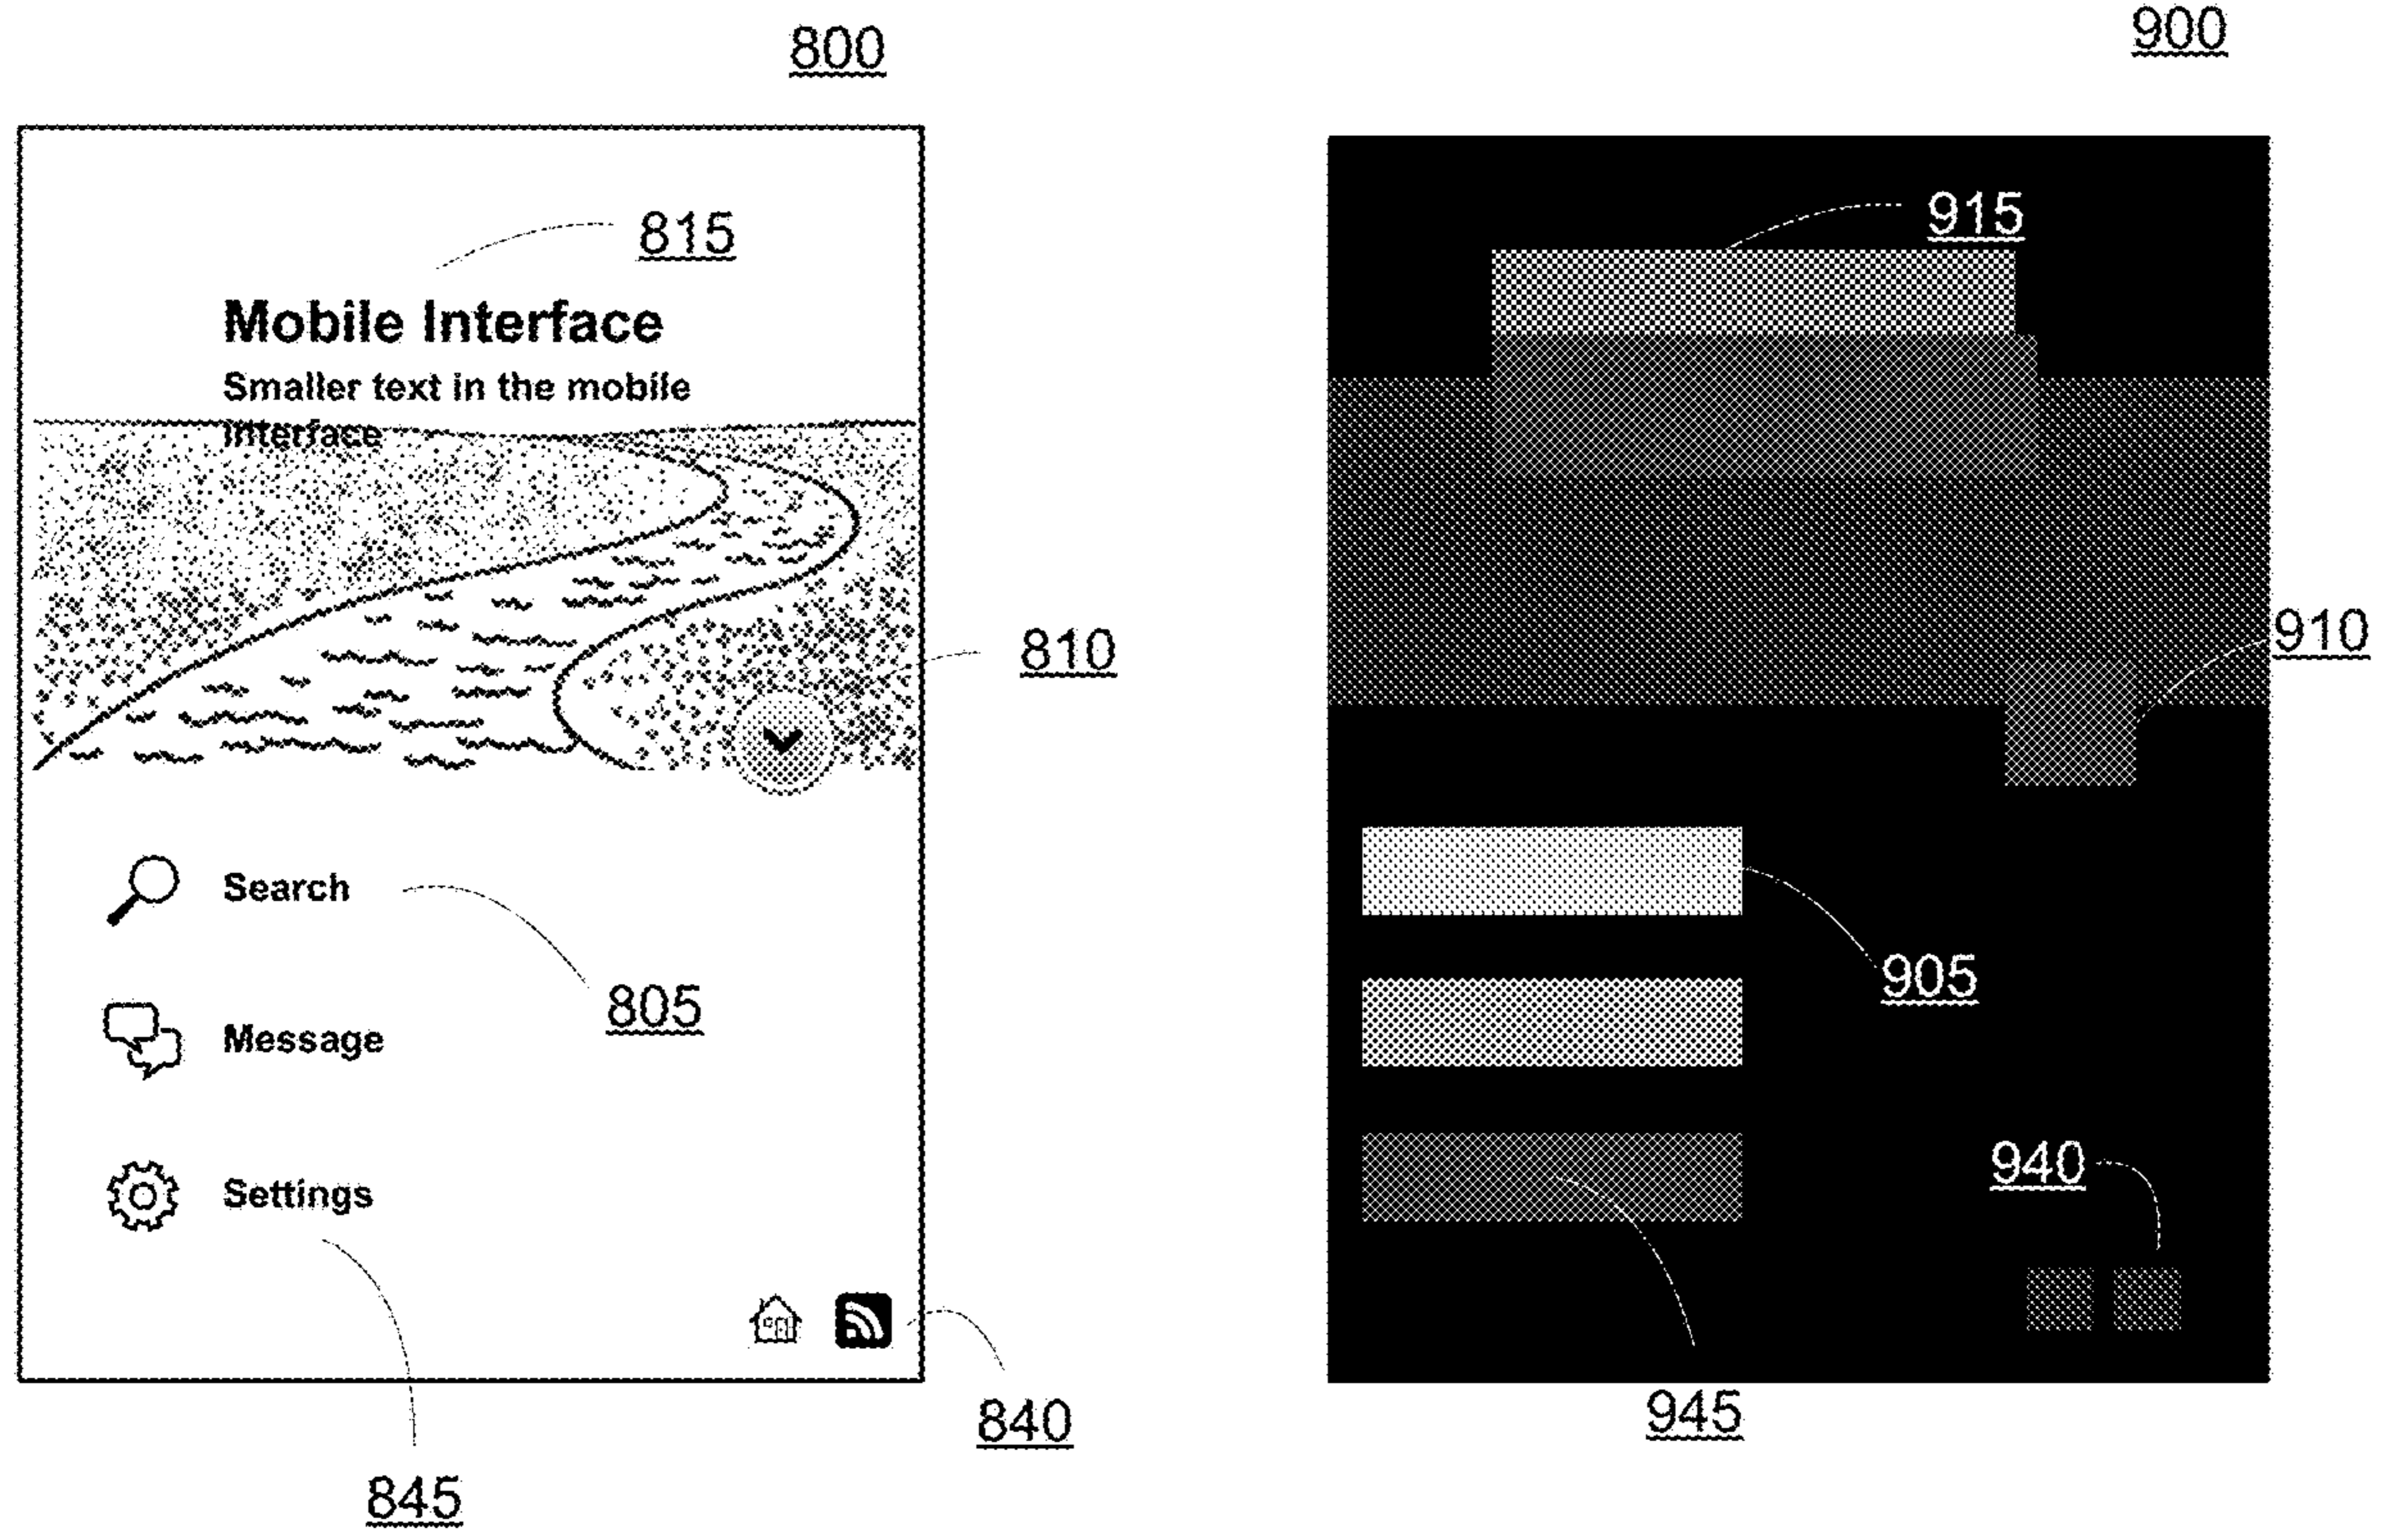 800
900
815
915
Mobile Interface
Smaller text in the mobile
interface
810
910
Search
805
905
Message
940
Settings
840
945
845